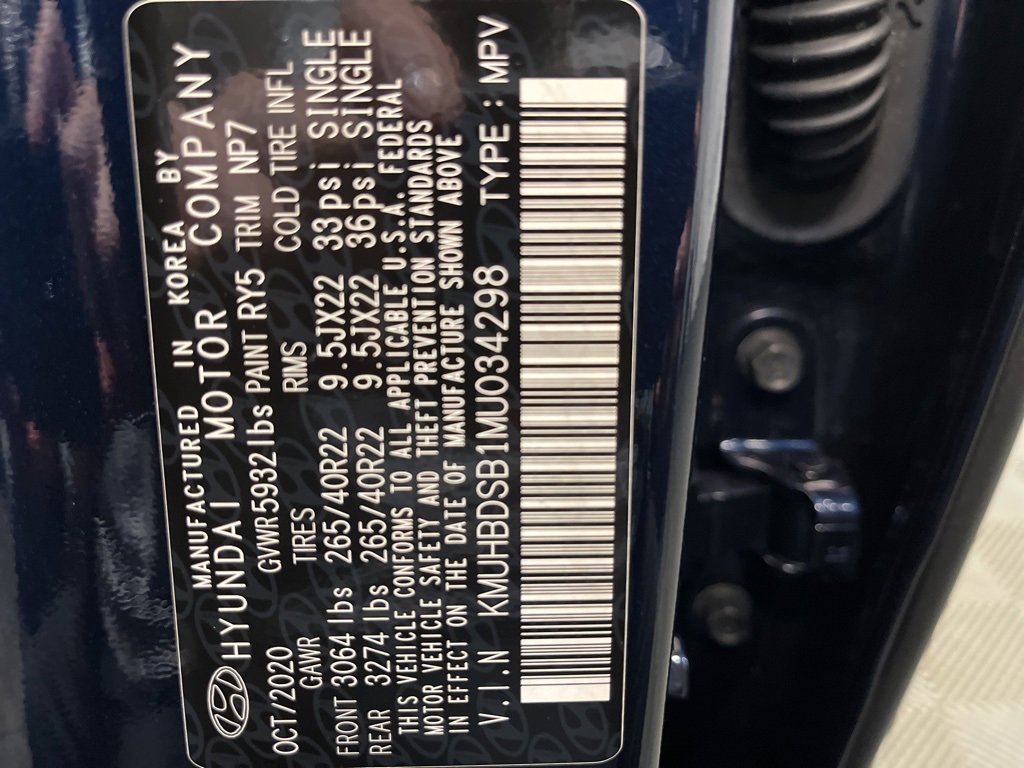 MANUFACTURED IN KOREA BY
HYUNDAI MOTOR COMPANY
OCT/2020 GVWR5932lbs PAINT RY5 TRIM NP7
GAWR TIRES RIMS COLD TIRE INFL
FRONT 3064 lbs 265/40R22 9.5JX22 33psi SINGLE
REAR 3274 lbs 265/40R22 9.5JX22 36psi SINGLE
THIS VEHICLE CONFORMS TO ALL APPLICABLE U.S.A. FEDERAL
MOTOR VEHICLE SAFETY AND THEFT PREVENTION STANDARDS
IN EFFECT ON THE DATE OF MANUFACTURE SHOWN ABOVE
V.I.N KMUHBDSB1MU034298 TYPE : MPV